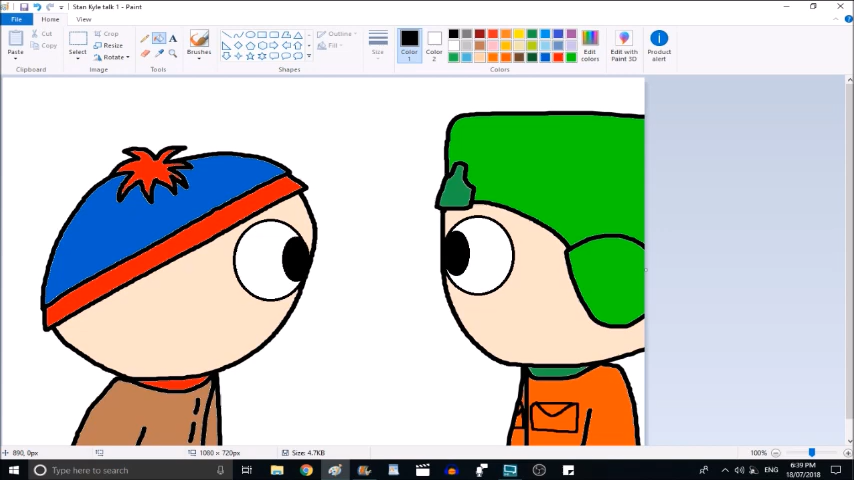 Stan Kyle talk 1 - Paint
File Home View
Paste Cut Copy
Clipboard
Select Crop Resize Rotate
Image
Tools
Brushes
Outline Fill
Shapes
Size
Color 1 Color 2
Edit colors
Colors
Edit with Paint 3D
Product alert
890, 0px
1080 × 720px
Size: 4.7KB
100%
Type here to search
ENG
6:39 PM
18/07/2018